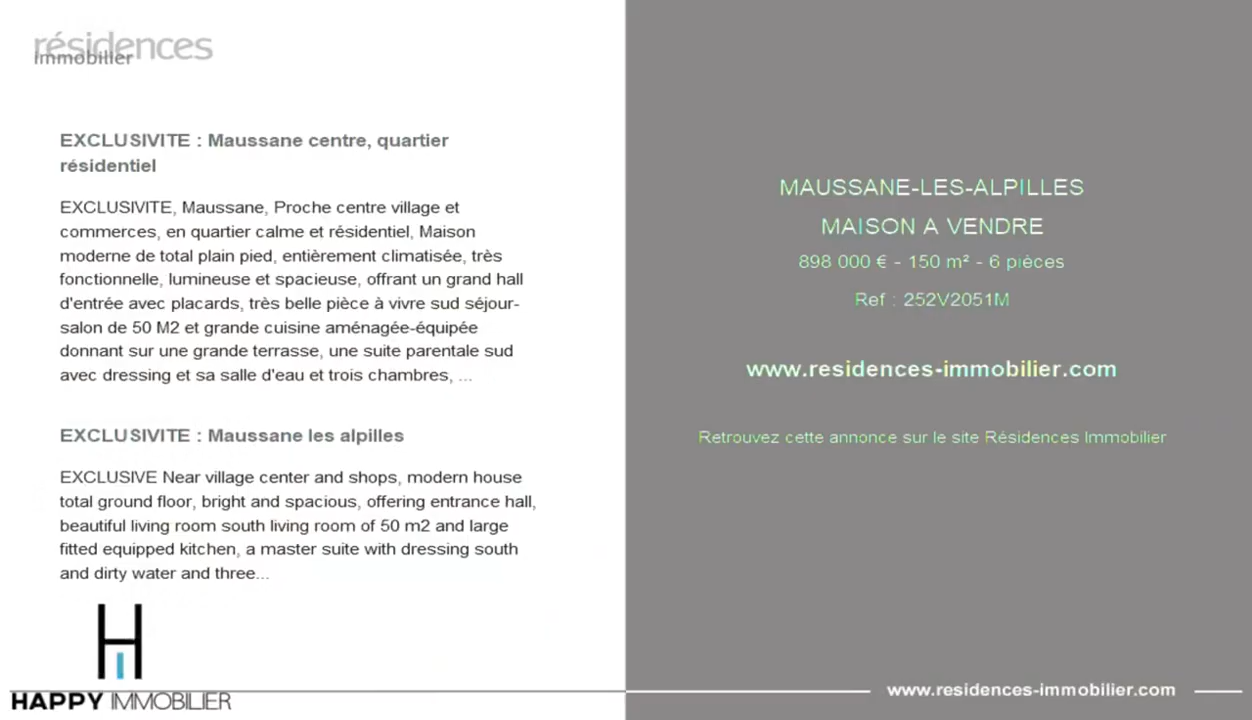 résidences
immobilier
EXCLUSIVITE : Maussane centre, quartier
résidentiel
EXCLUSIVITE, Maussane, Proche centre village et
commerces, en quartier calme et résidentiel, Maison
moderne de total plain pied, entièrement climatisée, très
fonctionnelle, lumineuse et spacieuse, offrant un grand hall
d'entrée avec placards, très belle pièce à vivre sud séjour-
salon de 50 M2 et grande cuisine aménagée-équipée
donnant sur une grande terrasse, une suite parentale sud
avec dressing et sa salle d'eau et trois chambres, ...
EXCLUSIVITE : Maussane les alpilles
EXCLUSIVE Near village center and shops, modern house
total ground floor, bright and spacious, offering entrance hall,
beautiful living room south living room of 50 m2 and large
fitted equipped kitchen, a master suite with dressing south
and dirty water and three...
HAPPY IMMOBILIER
MAUSSANE-LES-ALPILLES
MAISON A VENDRE
898 000 € - 150 m² - 6 pièces
Ref : 252V2051M
www.residences-immobilier.com
Retrouvez cette annonce sur le site Résidences Immobilier
www.residences-immobilier.com